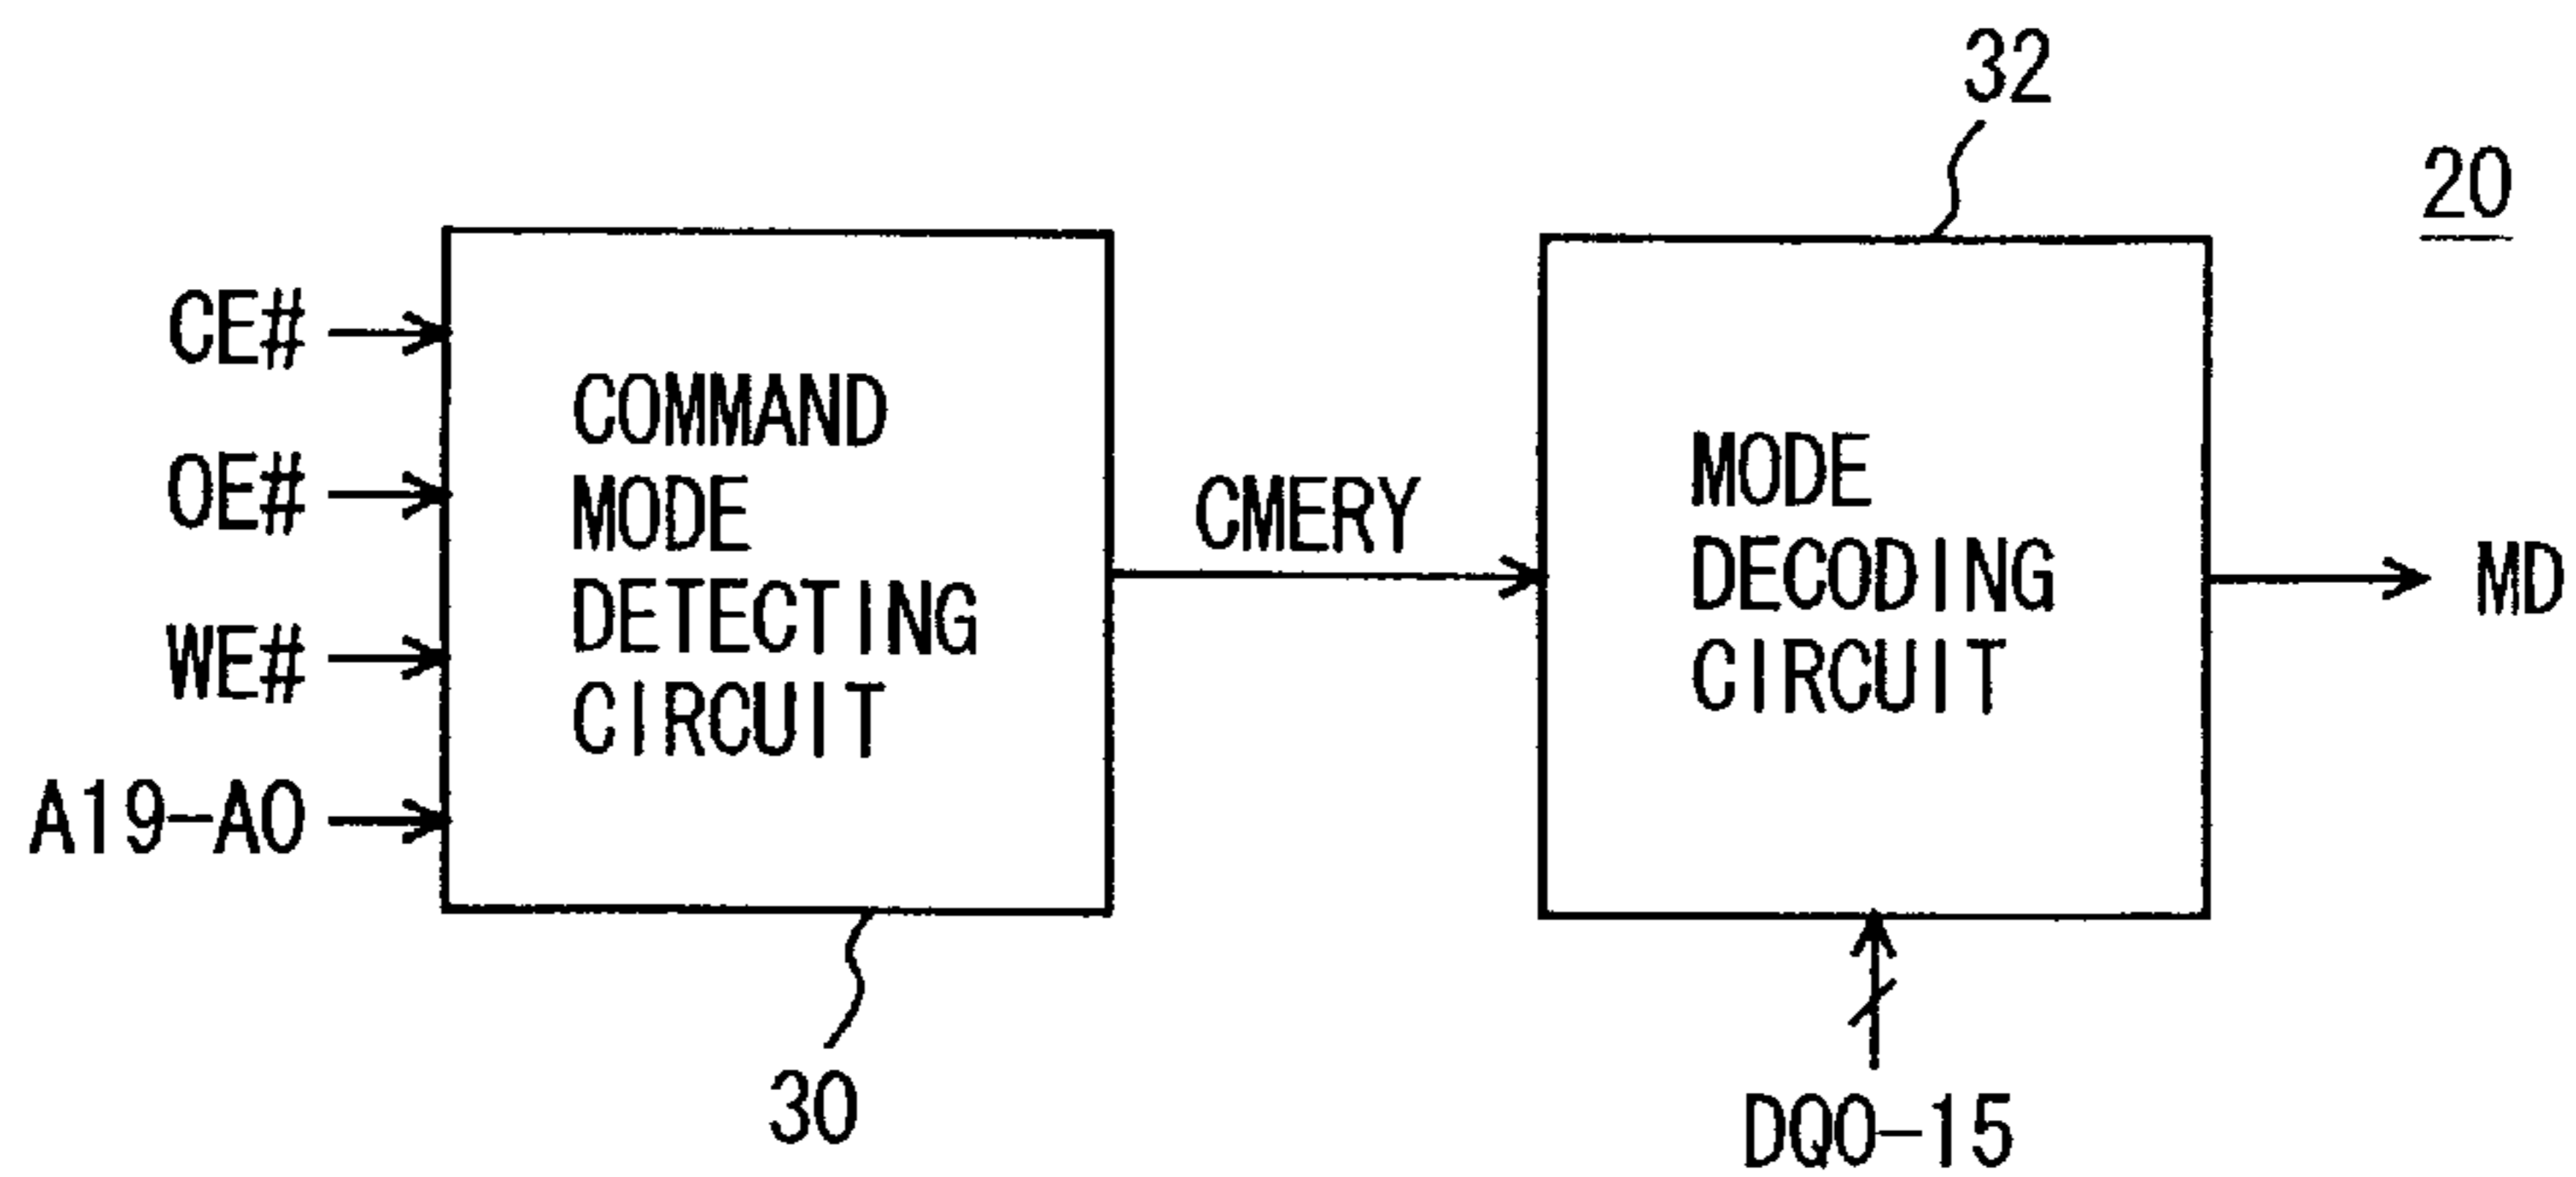 32
20
CE#
OE#
WE#
A19-A0
COMMAND
MODE
DETECTING
CIRCUIT
CMERY
MODE
DECODING
CIRCUIT
MD
30
DQ0-15